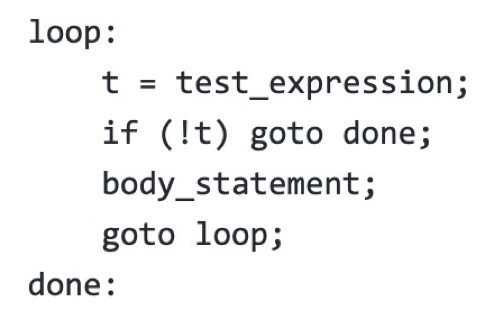 loop:
    t = test_expression;
    if (!t) goto done;
    body_statement;
    goto loop;
done: